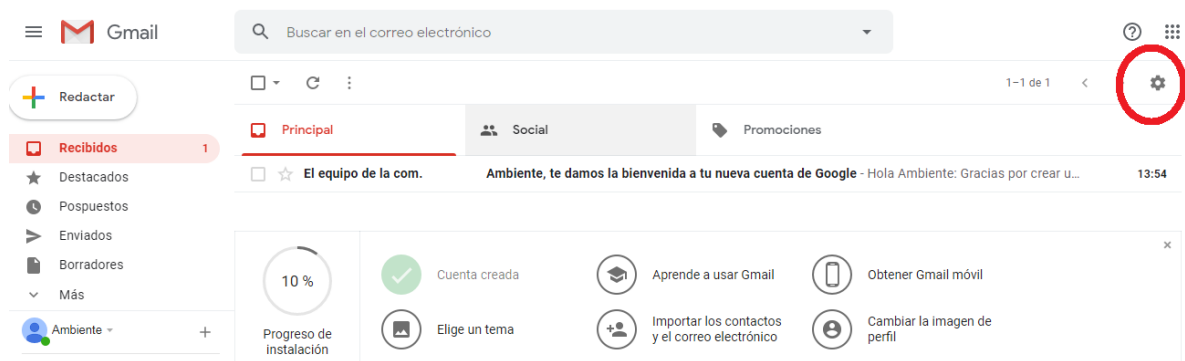 Gmail
Buscar en el correo electrónico
Redactar
1–1 de 1
Principal
Social
Promociones
Recibidos 1
El equipo de la com. Ambiente, te damos la bienvenida a tu nueva cuenta de Google - Hola Ambiente: Gracias por crear u... 13:54
Destacados
Pospuestos
Enviados
Borradores
Más
Ambiente
10 %
Progreso de
instalación
Cuenta creada
Aprende a usar Gmail
Obtener Gmail móvil
Elige un tema
Importar los contactos
y el correo electrónico
Cambiar la imagen de
perfil